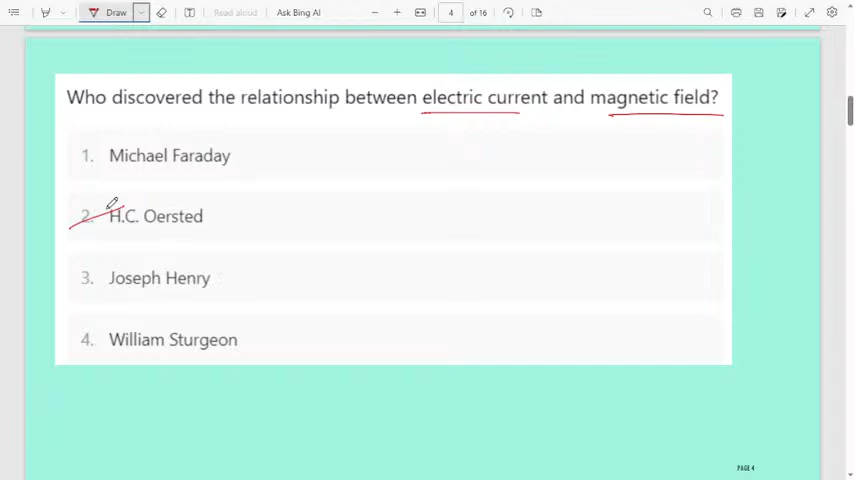 Draw
Read aloud
Ask Bing AI
4 of 16
Who discovered the relationship between electric current and magnetic field?
1. Michael Faraday
2. H.C. Oersted
3. Joseph Henry
4. William Sturgeon
PAGE 4